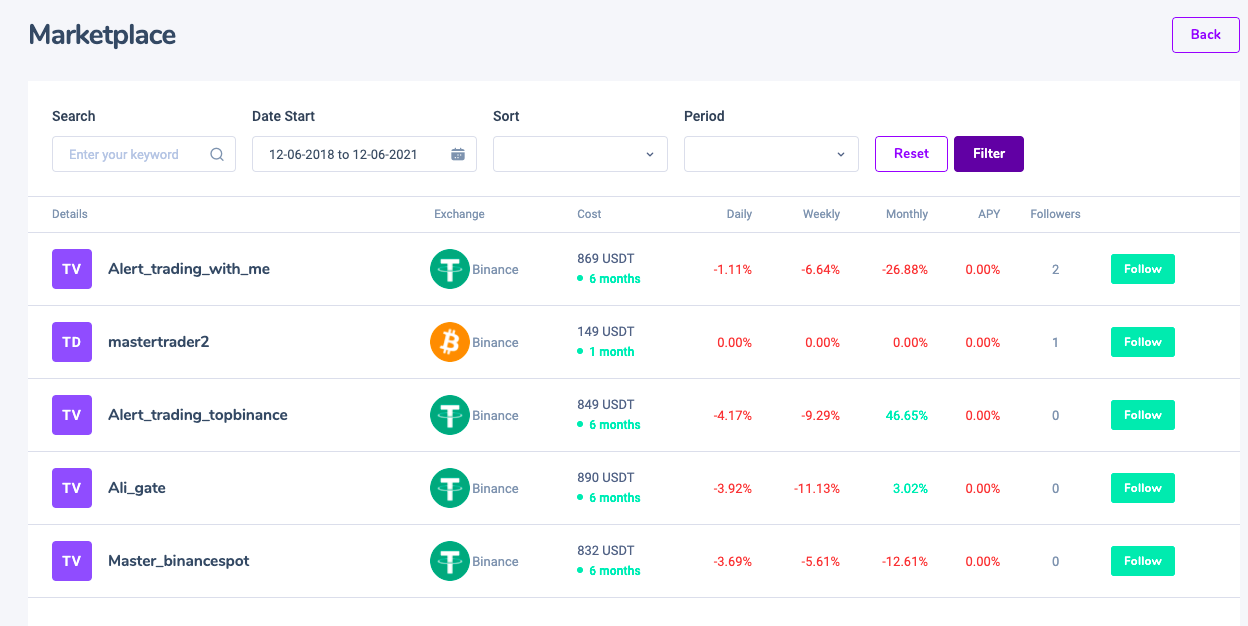 Marketplace
Back
Search Date Start Sort Period
Enter your keyword 12-06-2018 to 12-06-2021 Reset Filter
Details Exchange Cost Daily Weekly Monthly APY Followers
TV Alert_trading_with_me Binance 869 USDT -1.11% -6.64% -26.88% 0.00% 2 Follow
6 months
TD mastertrader2 Binance 149 USDT 0.00% 0.00% 0.00% 0.00% 1 Follow
1 month
TV Alert_trading_topbinance Binance 849 USDT -4.17% -9.29% 46.65% 0.00% 0 Follow
6 months
TV Ali_gate Binance 890 USDT -3.92% -11.13% 3.02% 0.00% 0 Follow
6 months
TV Master_binancespot Binance 832 USDT -3.69% -5.61% -12.61% 0.00% 0 Follow
6 months